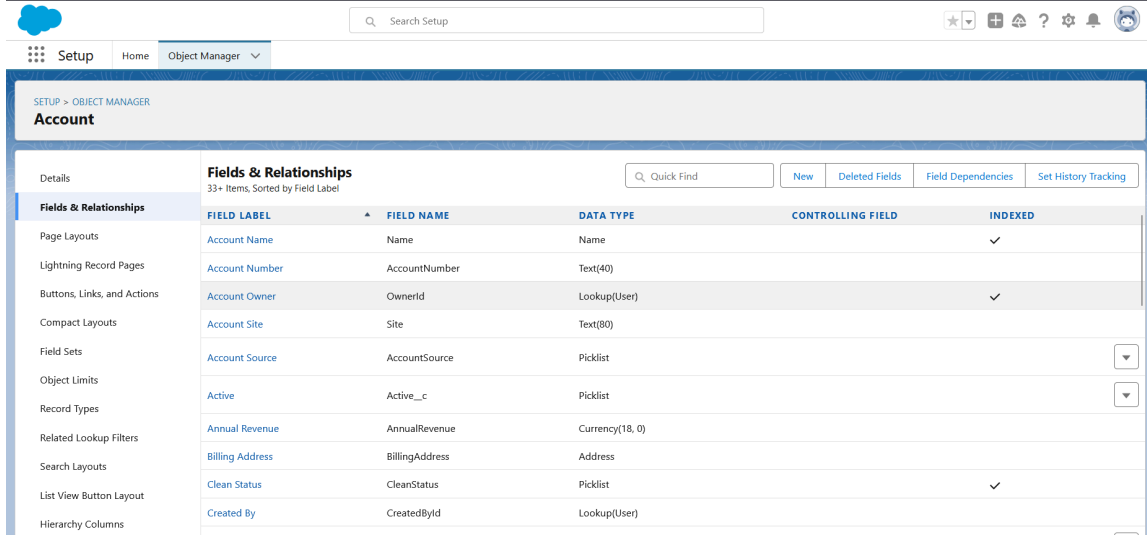 Search Setup
Setup Home Object Manager
SETUP > OBJECT MANAGER
Account
Details
Fields & Relationships
Page Layouts
Lightning Record Pages
Buttons, Links, and Actions
Compact Layouts
Field Sets
Object Limits
Record Types
Related Lookup Filters
Search Layouts
List View Button Layout
Hierarchy Columns
Fields & Relationships
33+ Items, Sorted by Field Label
Quick Find New Deleted Fields Field Dependencies Set History Tracking
FIELD LABEL FIELD NAME DATA TYPE CONTROLLING FIELD INDEXED
Account Name Name Name
Account Number AccountNumber Text(40)
Account Owner OwnerId Lookup(User)
Account Site Site Text(80)
Account Source AccountSource Picklist
Active Active__c Picklist
Annual Revenue AnnualRevenue Currency(18, 0)
Billing Address BillingAddress Address
Clean Status CleanStatus Picklist
Created By CreatedById Lookup(User)